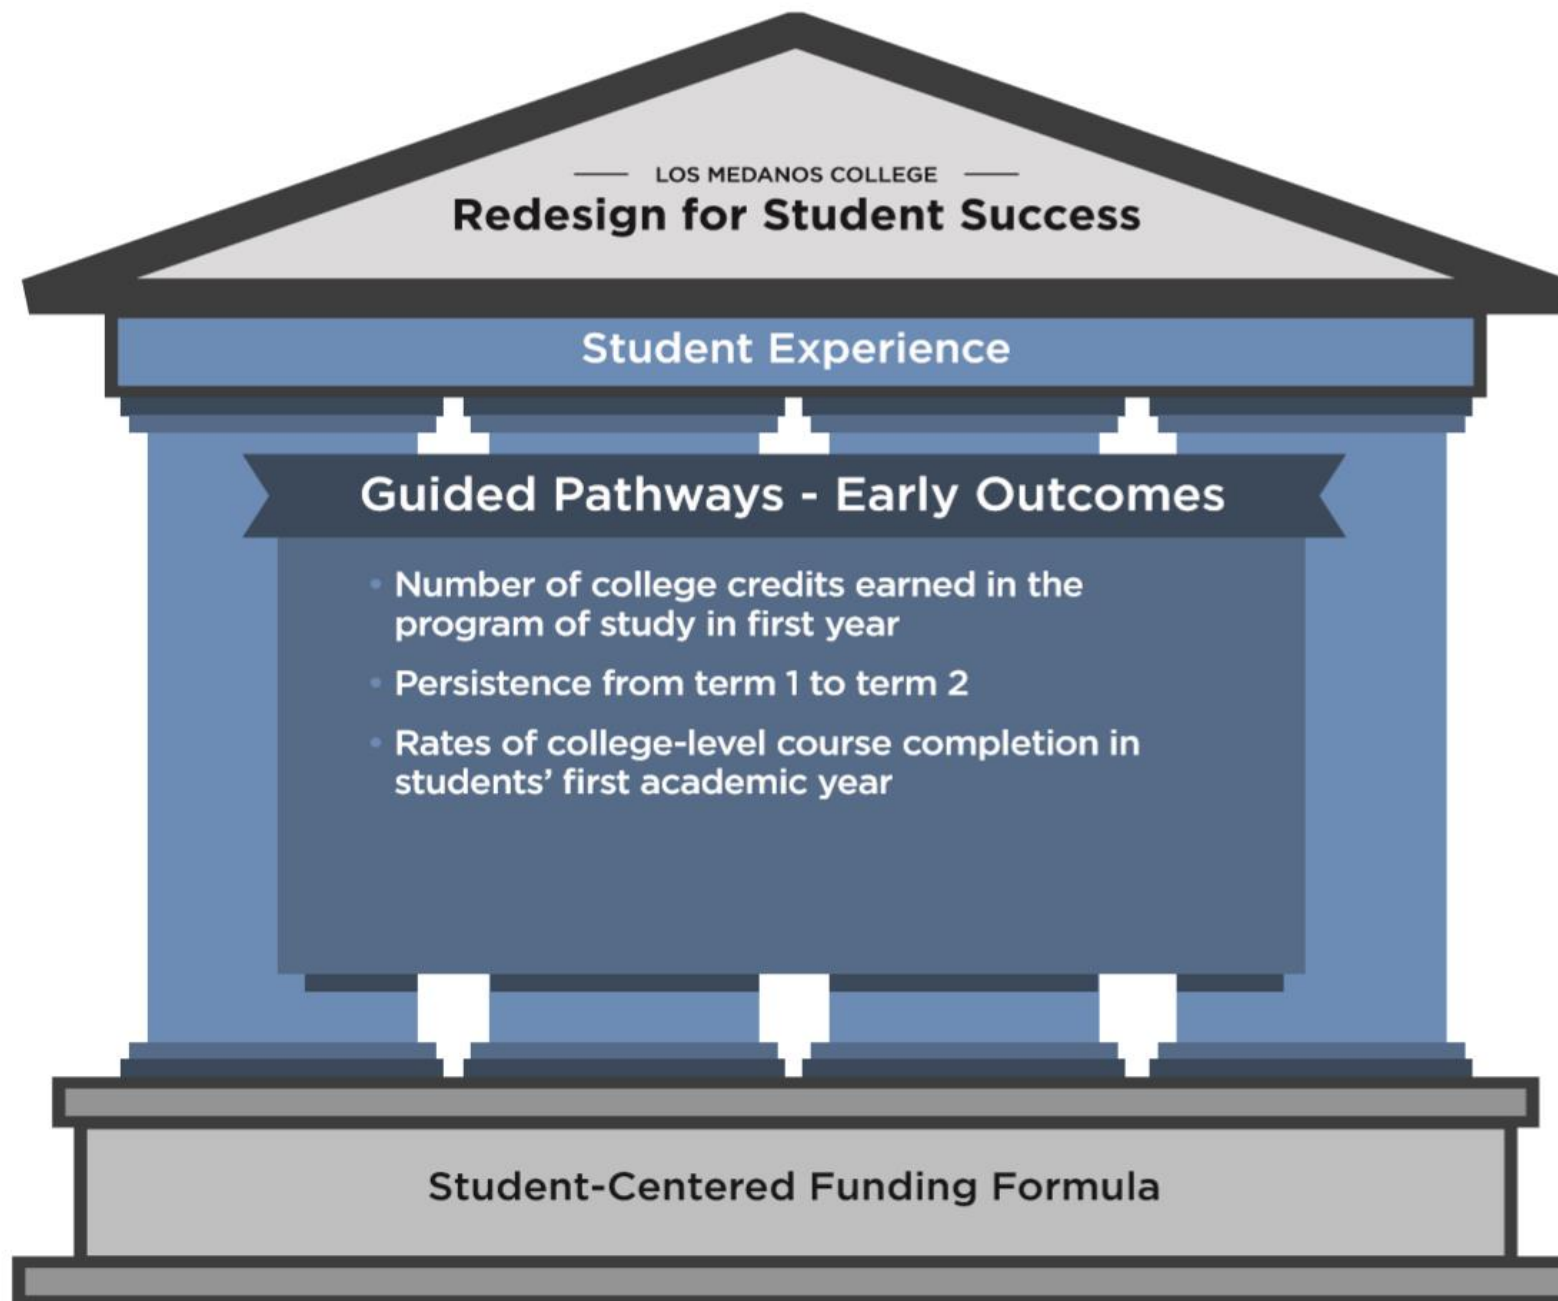 LOS MEDANOS COLLEGE
Redesign for Student Success
Student Experience
Guided Pathways - Early Outcomes
• Number of college credits earned in the
program of study in first year
• Persistence from term 1 to term 2
• Rates of college-level course completion in
students’ first academic year
Student-Centered Funding Formula